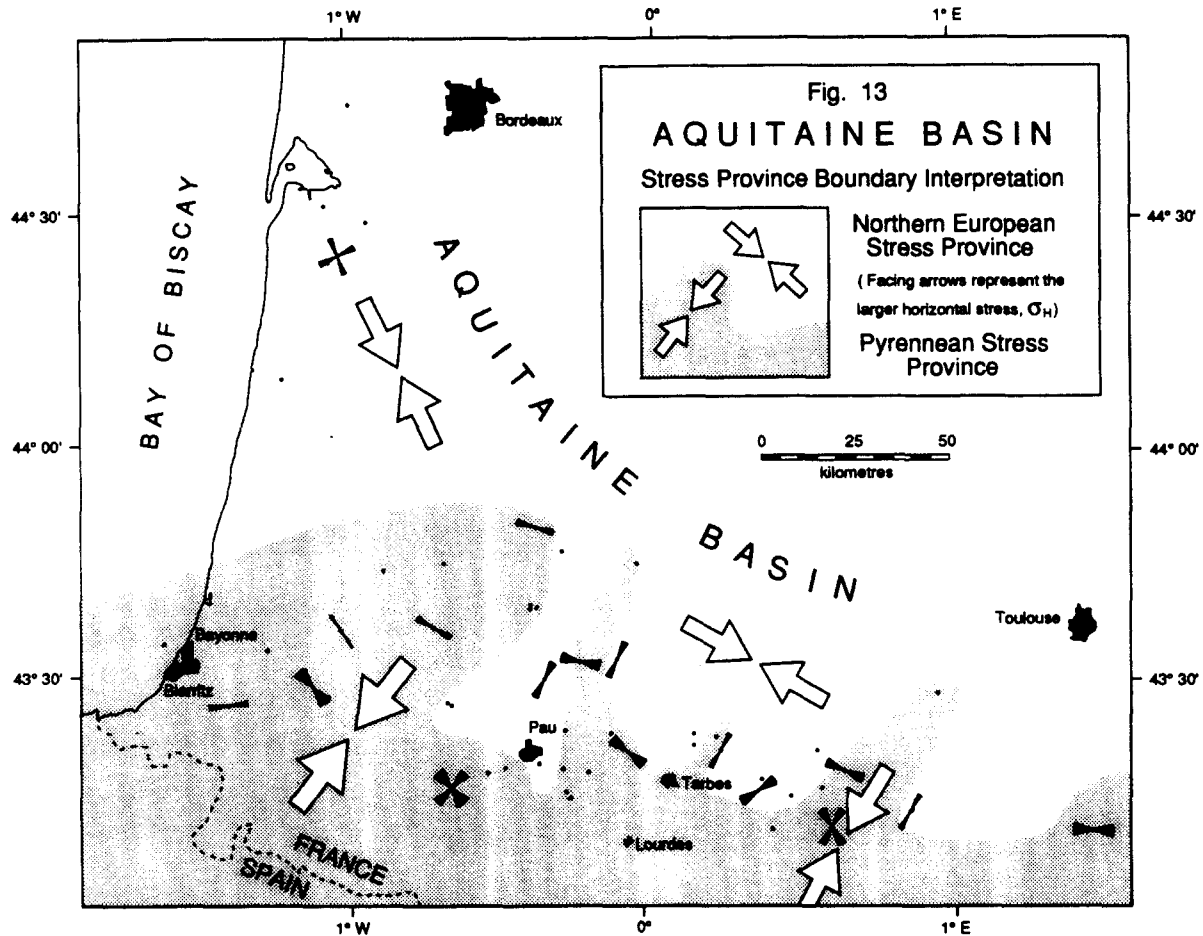 1° W
0°
1° E
Fig. 13
AQUITAINE BASIN
Stress Province Boundary Interpretation
Northern European
Stress Province
( Facing arrows represent the
larger horizontal stress, σH)
Pyrennean Stress
Province
Bordeaux
44° 30'
44° 30'
BAY OF BISCAY
AQUITAINE BASIN
0 25 50
kilometres
44° 00'
44° 00'
Toulouse
Bayonne
Biarritz
43° 30'
43° 30'
Pau
Tarbes
Lourdes
FRANCE
SPAIN
1° W
0°
1° E